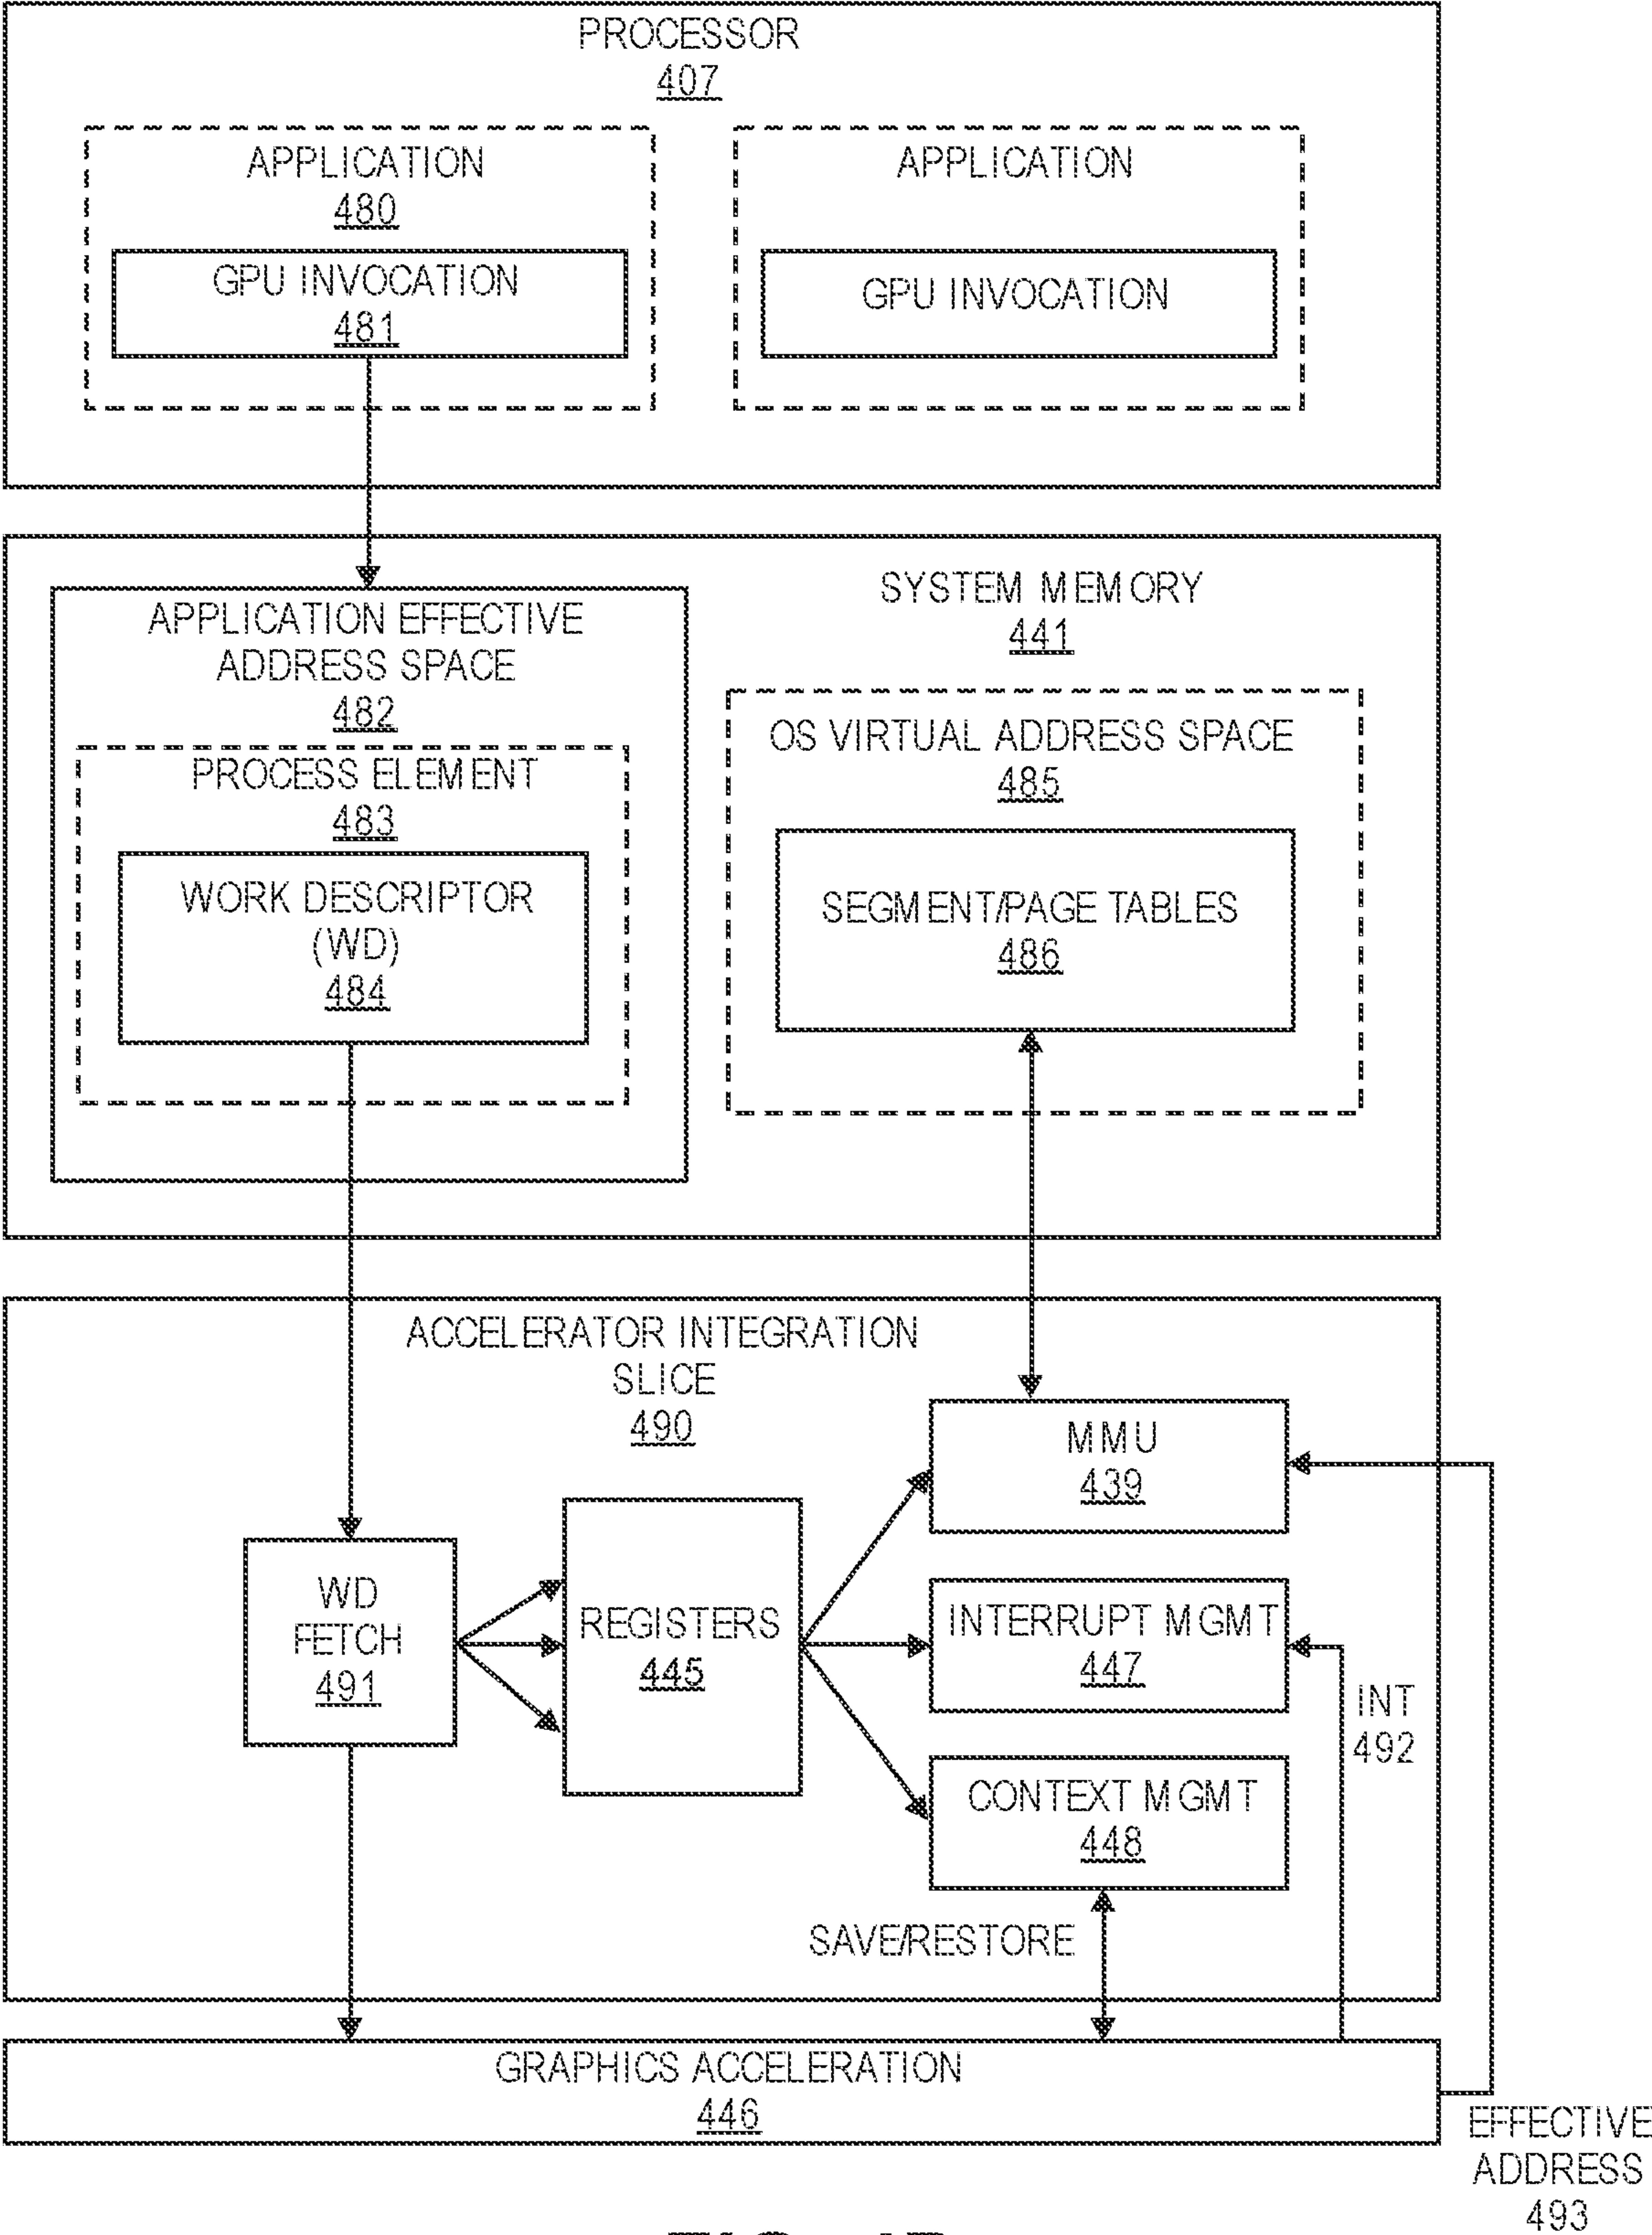 PROCESSOR
407
APPLICATION
480
GPU INVOCATION
481
APPLICATION
GPU INVOCATION
APPLICATION EFFECTIVE
ADDRESS SPACE
482
PROCESS ELEMENT
483
WORK DESCRIPTOR
(WD)
484
SYSTEM MEMORY
441
OS VIRTUAL ADDRESS SPACE
485
SEGMENT/PAGE TABLES
486
ACCELERATOR INTEGRATION
SLICE
490
WD
FETCH
491
REGISTERS
445
MMU
439
INTERRUPT MGMT
447
CONTEXT MGMT
448
INT
492
SAVE/RESTORE
GRAPHICS ACCELERATION
446
EFFECTIVE
ADDRESS
493